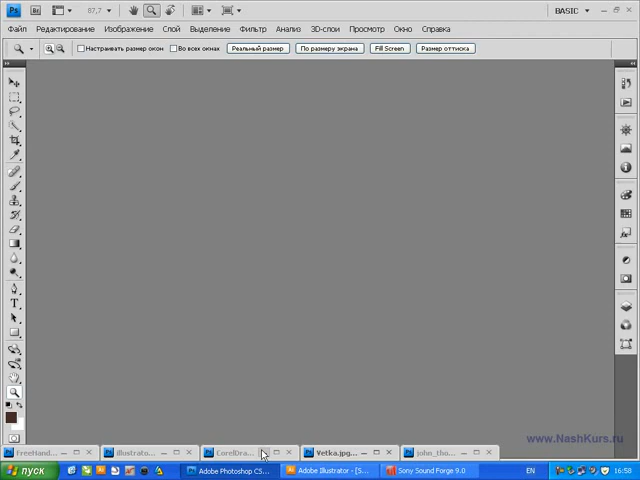 Ps Br 87,7 BASIC
Файл Редактирование Изображение Слой Выделение Фильтр Анализ 3D-слои Просмотр Окно Справка
Настраивать размер окон Во всех окнах Реальный размер По размеру экрана Fill Screen Размер оттиска
www.NashKurs.ru
FreeHand... illustrato... CorelDra... Vetka.jpg... john_tho...
пуск Adobe Photoshop CS... Adobe Illustrator - [S... Sony Sound Forge 9.0 EN 16:58